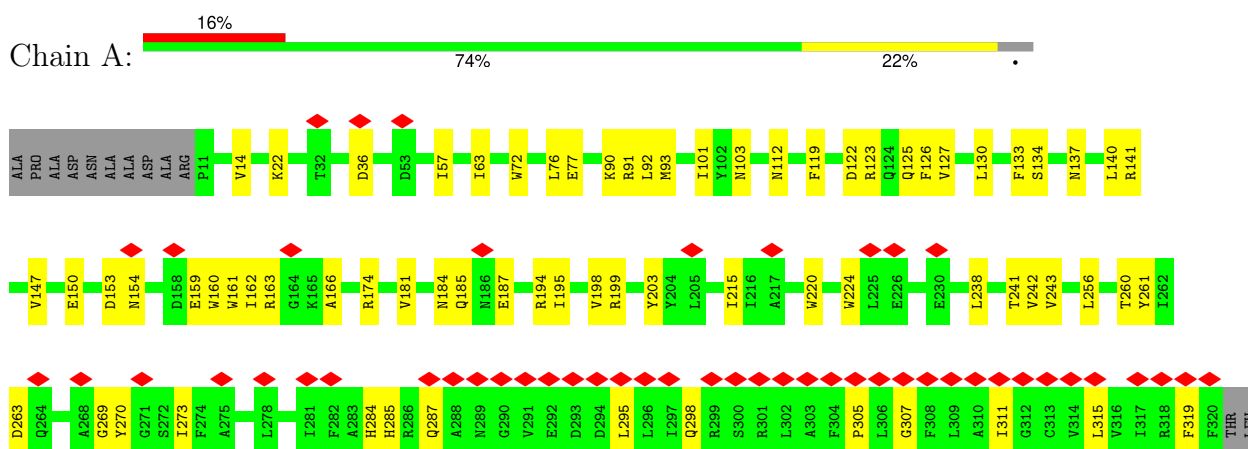 16%
Chain A:
74% 22% •
ALA PRO ALA ASP ASN ALA ALA ASP ALA ARG P11 V14 K22 T32 D36 D53 I57 I63 W72 L76 E77 K90 R91 L92 M93 I101 Y102 N103 N112 F119 D122 R123 Q124 Q125 F126 V127 L130 F133 S134 N137 L140 R141
V147 E150 D153 N154 D158 E159 W160 W161 I162 R163 G164 K165 A166 R174 V181 N184 Q185 N186 E187 R194 I195 V198 R199 Y203 Y204 L205 I215 I216 A217 W220 W224 L225 E226 E230 L238 T241 V242 V243 L256 T260 Y261 I262
D263 Q264 A268 G269 Y270 G271 S272 I273 F274 A275 L278 I281 F282 A283 H284 H285 R286 Q287 A288 N289 G290 V291 E292 D293 D294 L295 L296 I297 Q298 R299 S300 R301 L302 A303 F304 P305 L306 G307 F308 L309 A310 I311 G312 C313 V314 L315 V316 I317 R318 F319 F320 THR LEU